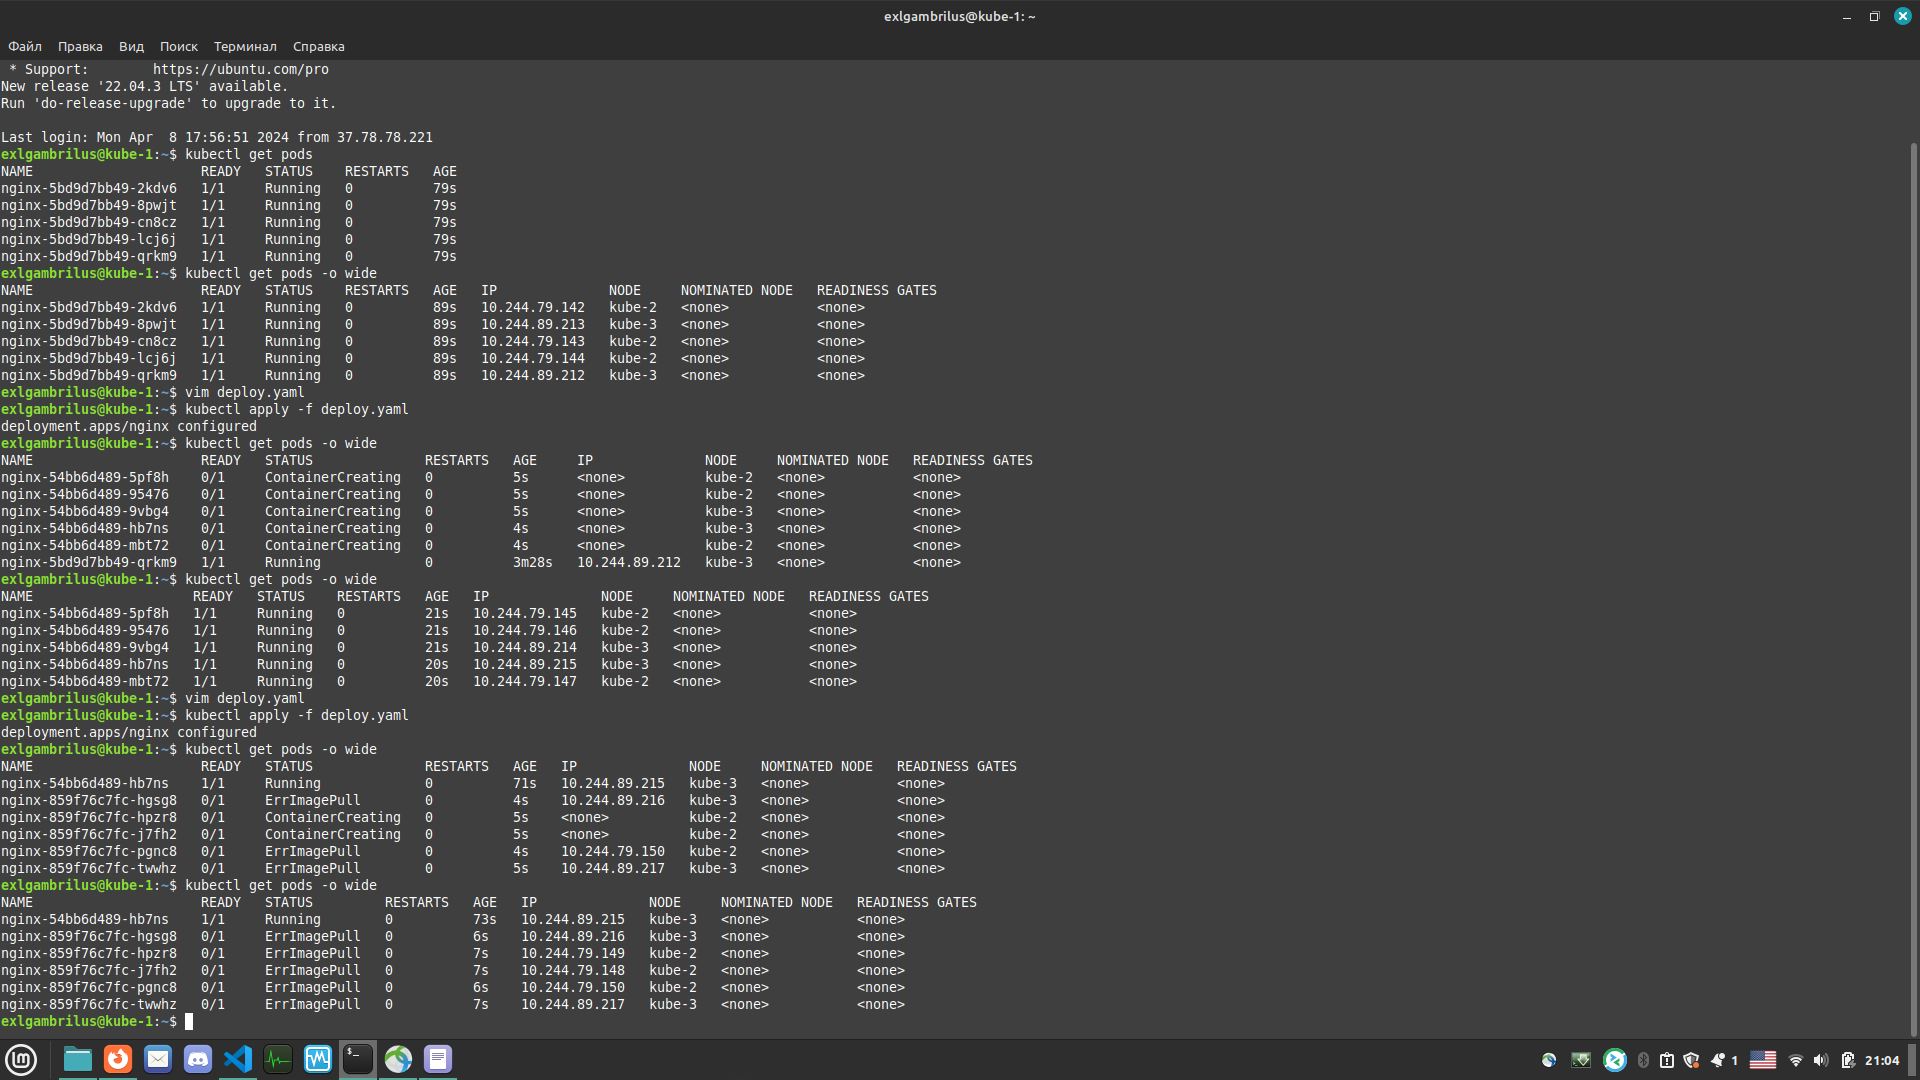 exlgambrilus@kube-1: ~
Файл Правка Вид Поиск Терминал Справка
 * Support:        https://ubuntu.com/pro
New release '22.04.3 LTS' available.
Run 'do-release-upgrade' to upgrade to it.

Last login: Mon Apr  8 17:56:51 2024 from 37.78.78.221
exlgambrilus@kube-1:~$ kubectl get pods
NAME                     READY   STATUS    RESTARTS   AGE
nginx-5bd9d7bb49-2kdv6   1/1     Running   0          79s
nginx-5bd9d7bb49-8pwjt   1/1     Running   0          79s
nginx-5bd9d7bb49-cn8cz   1/1     Running   0          79s
nginx-5bd9d7bb49-lcj6j   1/1     Running   0          79s
nginx-5bd9d7bb49-qrkm9   1/1     Running   0          79s
exlgambrilus@kube-1:~$ kubectl get pods -o wide
NAME                     READY   STATUS    RESTARTS   AGE   IP              NODE     NOMINATED NODE   READINESS GATES
nginx-5bd9d7bb49-2kdv6   1/1     Running   0          89s   10.244.79.142   kube-2   <none>           <none>
nginx-5bd9d7bb49-8pwjt   1/1     Running   0          89s   10.244.89.213   kube-3   <none>           <none>
nginx-5bd9d7bb49-cn8cz   1/1     Running   0          89s   10.244.79.143   kube-2   <none>           <none>
nginx-5bd9d7bb49-lcj6j   1/1     Running   0          89s   10.244.79.144   kube-2   <none>           <none>
nginx-5bd9d7bb49-qrkm9   1/1     Running   0          89s   10.244.89.212   kube-3   <none>           <none>
exlgambrilus@kube-1:~$ vim deploy.yaml
exlgambrilus@kube-1:~$ kubectl apply -f deploy.yaml
deployment.apps/nginx configured
exlgambrilus@kube-1:~$ kubectl get pods -o wide
NAME                     READY   STATUS              RESTARTS   AGE     IP              NODE     NOMINATED NODE   READINESS GATES
nginx-54bb6d489-5pf8h    0/1     ContainerCreating   0          5s      <none>          kube-2   <none>           <none>
nginx-54bb6d489-95476    0/1     ContainerCreating   0          5s      <none>          kube-2   <none>           <none>
nginx-54bb6d489-9vbg4    0/1     ContainerCreating   0          5s      <none>          kube-3   <none>           <none>
nginx-54bb6d489-hb7ns    0/1     ContainerCreating   0          4s      <none>          kube-3   <none>           <none>
nginx-54bb6d489-mbt72    0/1     ContainerCreating   0          4s      <none>          kube-2   <none>           <none>
nginx-5bd9d7bb49-qrkm9   1/1     Running             0          3m28s   10.244.89.212   kube-3   <none>           <none>
exlgambrilus@kube-1:~$ kubectl get pods -o wide
NAME                    READY   STATUS    RESTARTS   AGE   IP              NODE     NOMINATED NODE   READINESS GATES
nginx-54bb6d489-5pf8h   1/1     Running   0          21s   10.244.79.145   kube-2   <none>           <none>
nginx-54bb6d489-95476   1/1     Running   0          21s   10.244.79.146   kube-2   <none>           <none>
nginx-54bb6d489-9vbg4   1/1     Running   0          21s   10.244.89.214   kube-3   <none>           <none>
nginx-54bb6d489-hb7ns   1/1     Running   0          20s   10.244.89.215   kube-3   <none>           <none>
nginx-54bb6d489-mbt72   1/1     Running   0          20s   10.244.79.147   kube-2   <none>           <none>
exlgambrilus@kube-1:~$ vim deploy.yaml
exlgambrilus@kube-1:~$ kubectl apply -f deploy.yaml
deployment.apps/nginx configured
exlgambrilus@kube-1:~$ kubectl get pods -o wide
NAME                     READY   STATUS              RESTARTS   AGE   IP              NODE     NOMINATED NODE   READINESS GATES
nginx-54bb6d489-hb7ns    1/1     Running             0          71s   10.244.89.215   kube-3   <none>           <none>
nginx-859f76c7fc-hgsg8   0/1     ErrImagePull        0          4s    10.244.89.216   kube-3   <none>           <none>
nginx-859f76c7fc-hpzr8   0/1     ContainerCreating   0          5s    <none>          kube-2   <none>           <none>
nginx-859f76c7fc-j7fh2   0/1     ContainerCreating   0          5s    <none>          kube-2   <none>           <none>
nginx-859f76c7fc-pgnc8   0/1     ErrImagePull        0          4s    10.244.79.150   kube-2   <none>           <none>
nginx-859f76c7fc-twwhz   0/1     ErrImagePull        0          5s    10.244.89.217   kube-3   <none>           <none>
exlgambrilus@kube-1:~$ kubectl get pods -o wide
NAME                     READY   STATUS         RESTARTS   AGE   IP              NODE     NOMINATED NODE   READINESS GATES
nginx-54bb6d489-hb7ns    1/1     Running        0          73s   10.244.89.215   kube-3   <none>           <none>
nginx-859f76c7fc-hgsg8   0/1     ErrImagePull   0          6s    10.244.89.216   kube-3   <none>           <none>
nginx-859f76c7fc-hpzr8   0/1     ErrImagePull   0          7s    10.244.79.149   kube-2   <none>           <none>
nginx-859f76c7fc-j7fh2   0/1     ErrImagePull   0          7s    10.244.79.148   kube-2   <none>           <none>
nginx-859f76c7fc-pgnc8   0/1     ErrImagePull   0          6s    10.244.79.150   kube-2   <none>           <none>
nginx-859f76c7fc-twwhz   0/1     ErrImagePull   0          7s    10.244.89.217   kube-3   <none>           <none>
exlgambrilus@kube-1:~$
1 21:04